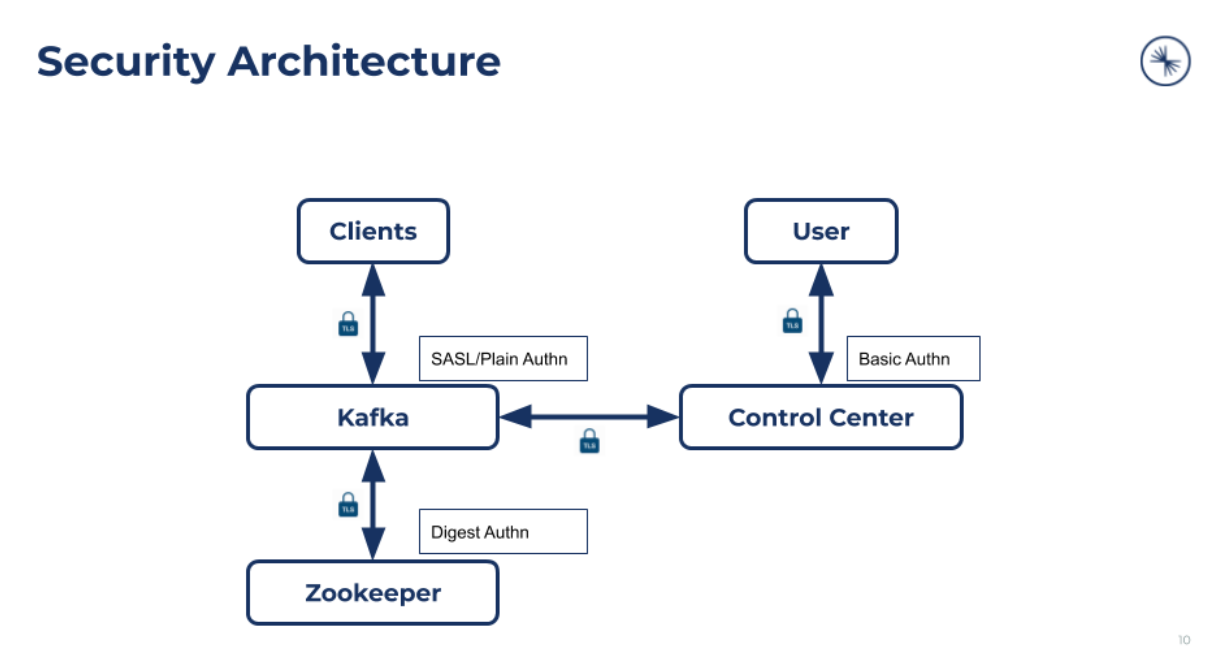 Security Architecture
Clients
User
TLS
TLS
SASL/Plain Authn
Basic Authn
Kafka
Control Center
TLS
TLS
Digest Authn
Zookeeper
10